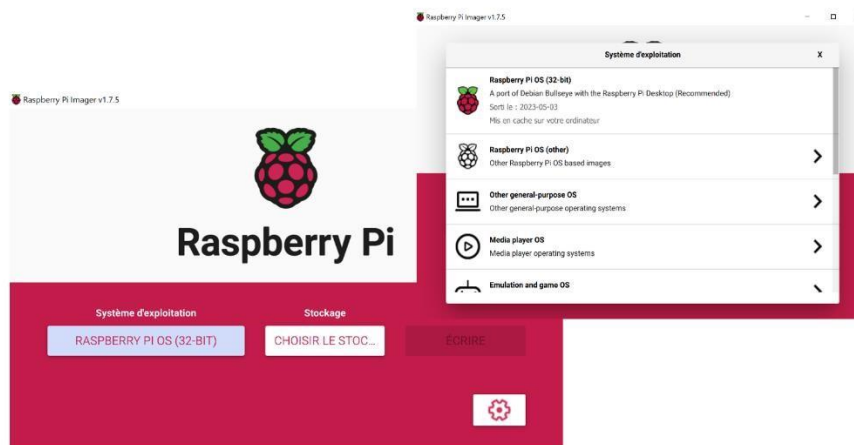 Raspberry Pi Imager v1.7.5
Raspberry Pi
Système d'exploitation
Stockage
RASPBERRY PI OS (32-BIT)
CHOISIR LE STOC...
ÉCRIRE
Raspberry Pi Imager v1.7.5
Système d'exploitation
X
Raspberry Pi OS (32-bit)
A port of Debian Bullseye with the Raspberry Pi Desktop (Recommended)
Sorti le : 2023-05-03
Mis en cache sur votre ordinateur
Raspberry Pi OS (other)
Other Raspberry Pi OS based images
Other general-purpose OS
Other general-purpose operating systems
Media player OS
Media player operating systems
Emulation and game OS